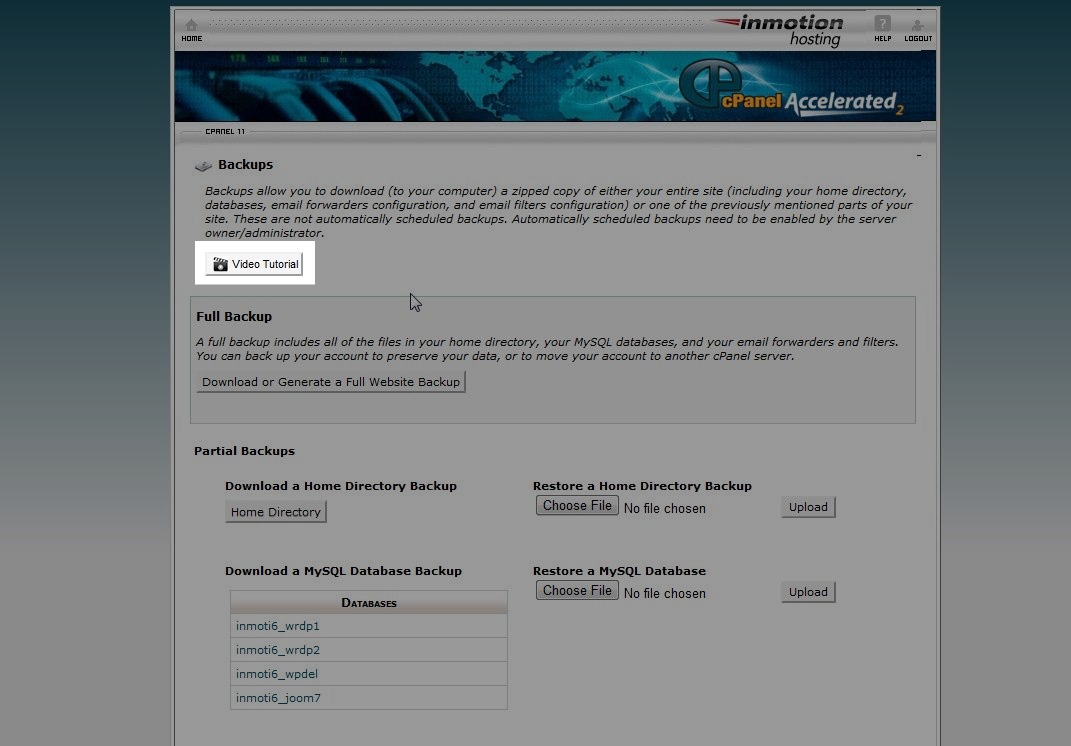 HOME
inmotion
hosting
?
HELP
LOGOUT
cPanel Accelerated2
CPANEL 11
Backups
Backups allow you to download (to your computer) a zipped copy of either your entire site (including your home directory,
databases, email forwarders configuration, and email filters configuration) or one of the previously mentioned parts of your
site. These are not automatically scheduled backups. Automatically scheduled backups need to be enabled by the server
owner/administrator.
Video Tutorial
Full Backup
A full backup includes all of the files in your home directory, your MySQL databases, and your email forwarders and filters.
You can back up your account to preserve your data, or to move your account to another cPanel server.
Download or Generate a Full Website Backup
Partial Backups
Download a Home Directory Backup
Home Directory
Restore a Home Directory Backup
Choose File No file chosen
Upload
Download a MySQL Database Backup
Databases
inmoti6_wrdp1
inmoti6_wrdp2
inmoti6_wpdel
inmoti6_joom7
Restore a MySQL Database
Choose File No file chosen
Upload